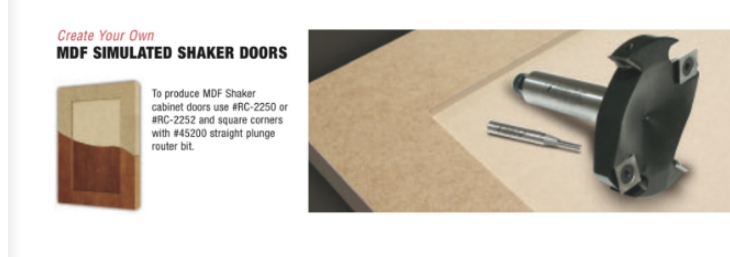 Create Your Own
MDF SIMULATED SHAKER DOORS
To produce MDF Shaker
cabinet doors use #RC-2250 or
#RC-2252 and square corners
with #45200 straight plunge
router bit.